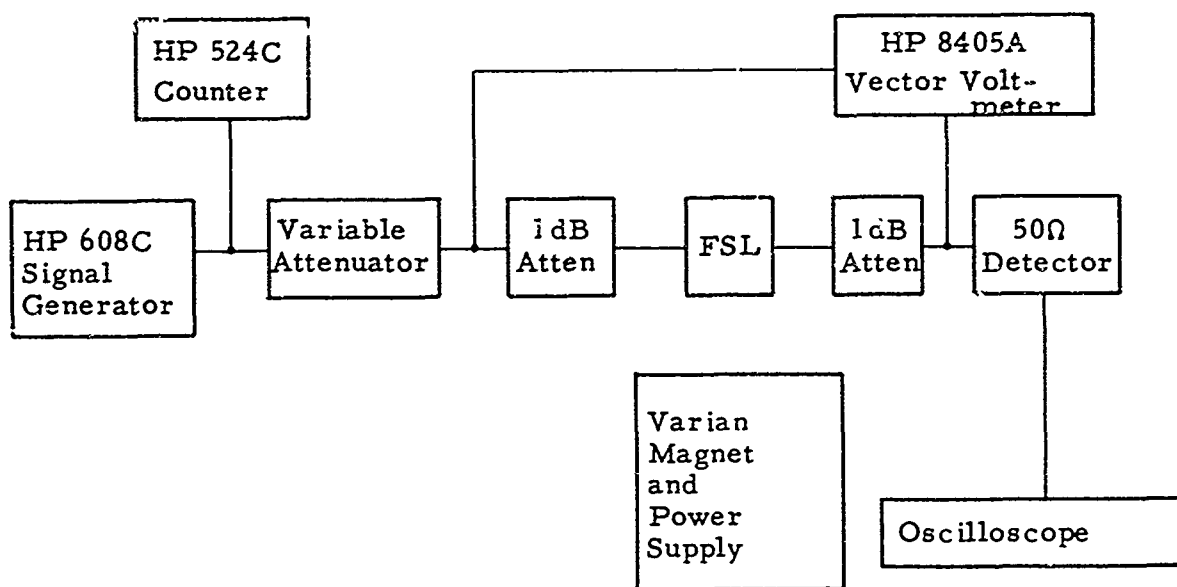 HP 524C
Counter
HP 8405A
Vector Volt-
meter
HP 608C
Signal
Generator
Variable
Attenuator
1dB
Atten
FSL
1dB
Atten
50Ω
Detector
Varian
Magnet
and
Power
Supply
Oscilloscope